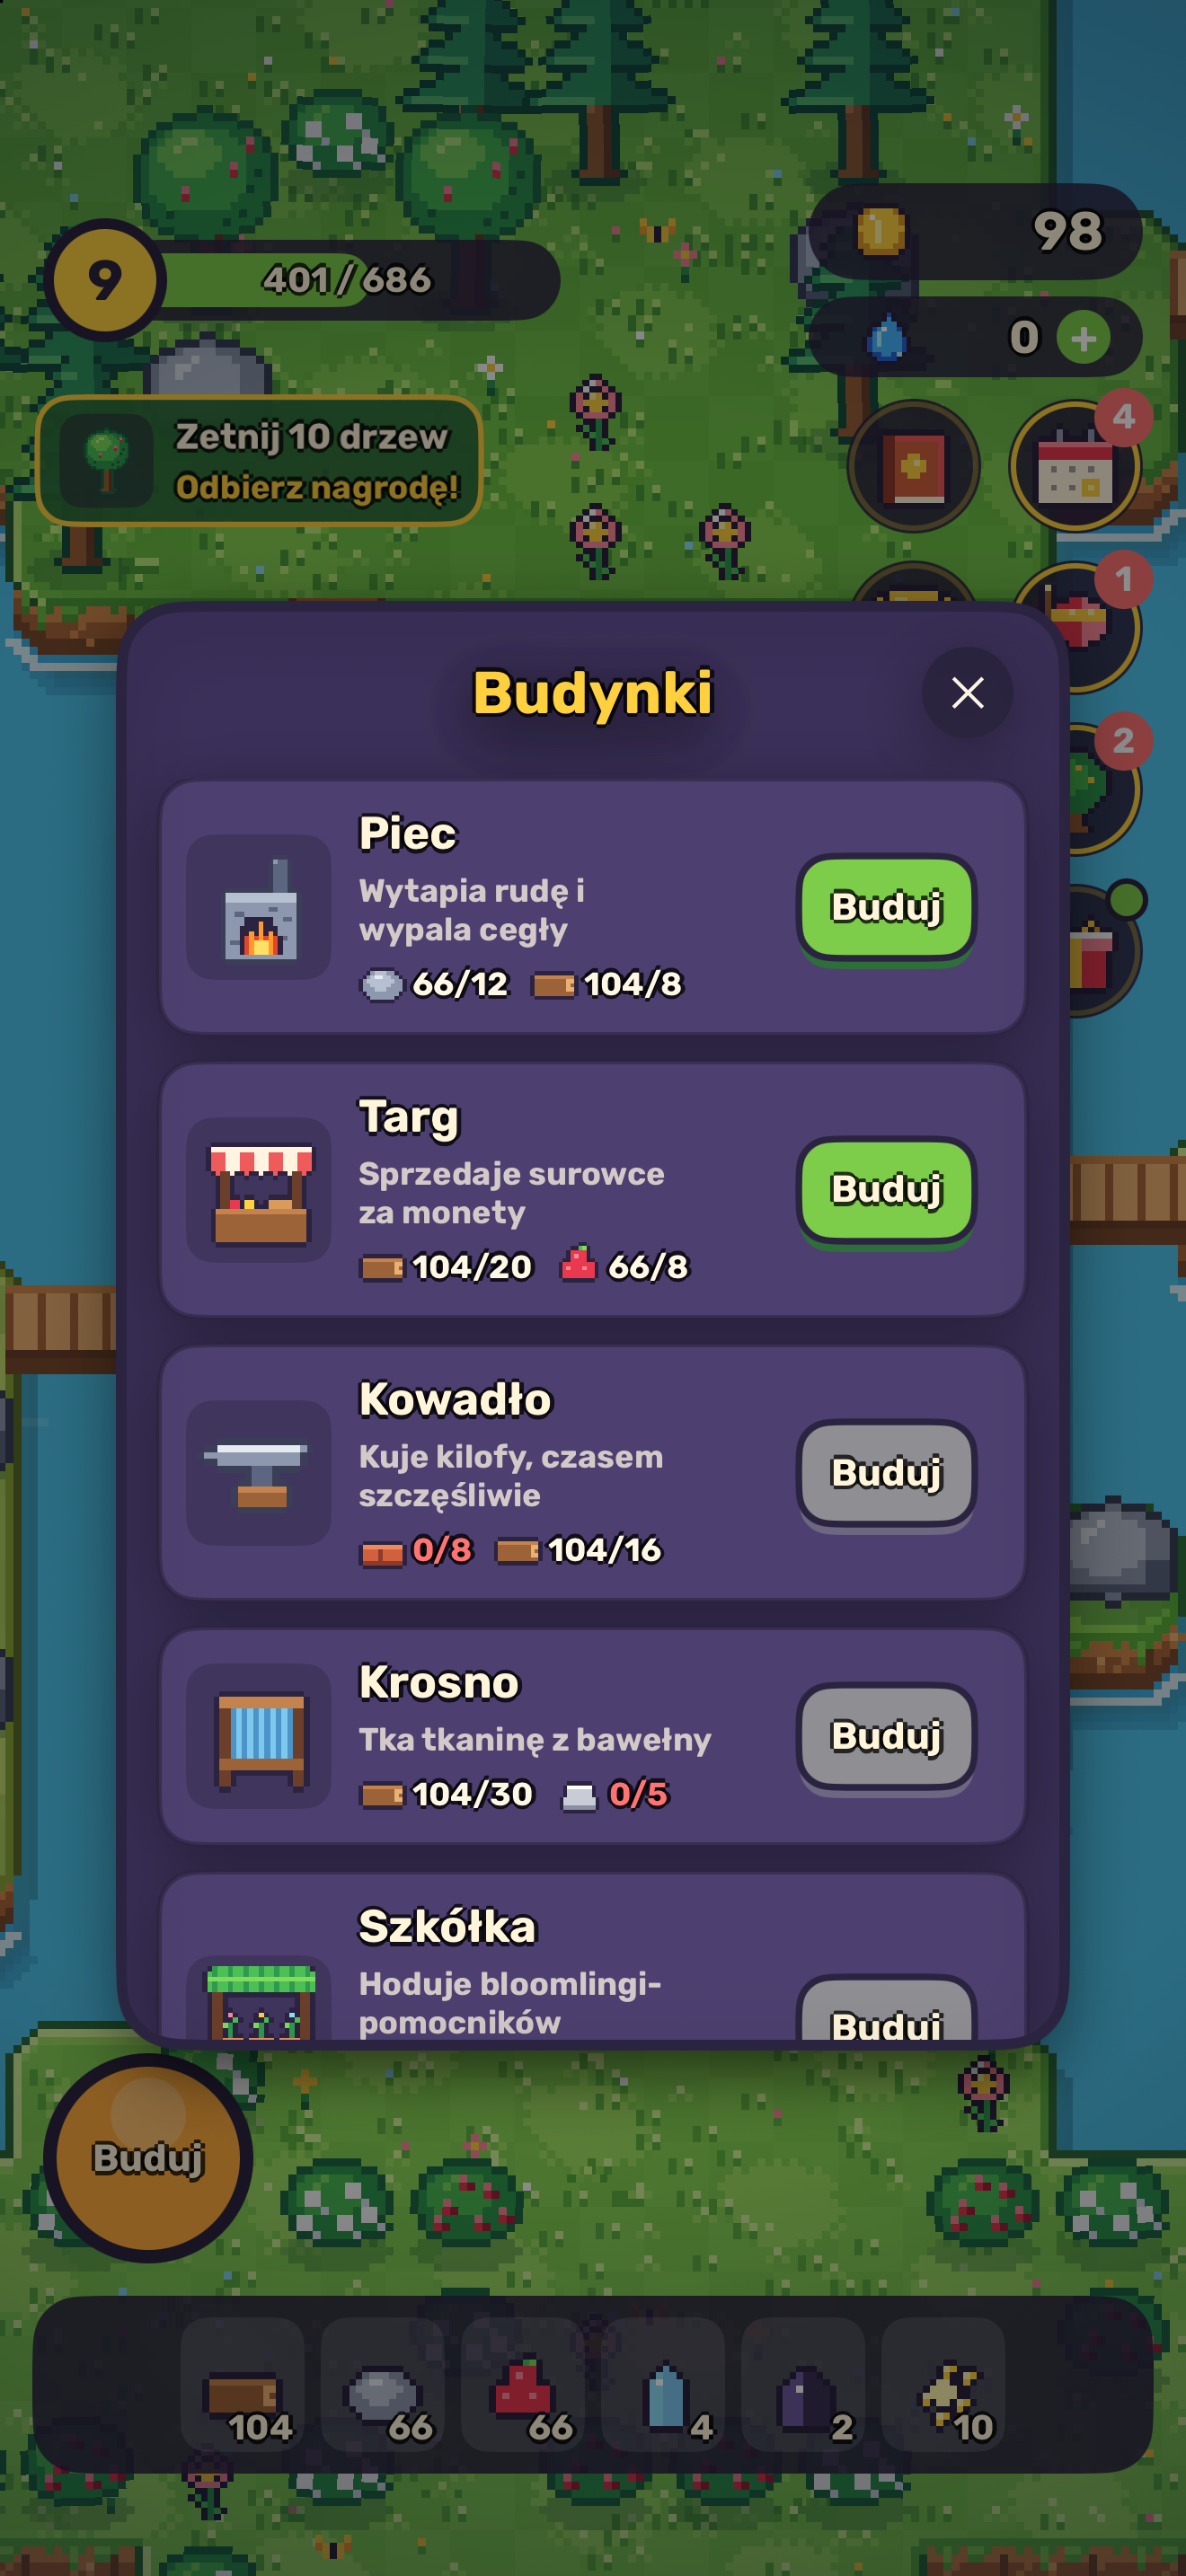 98
9
401/686
0 +
Zetnij 10 drzew
Odbierz nagrodę!
4
1
2
Budynki
Piec
Wytapia rudę i
wypala cegły
66/12 104/8
Buduj
Targ
Sprzedaje surowce
za monety
104/20 66/8
Buduj
Kowadło
Kuje kilofy, czasem
szczęśliwie
0/8 104/16
Buduj
Krosno
Tka tkaninę z bawełny
104/30 0/5
Buduj
Szkółka
Hoduje bloomlingi-
pomocników
Buduj
Buduj
104 66 66 4 2 10